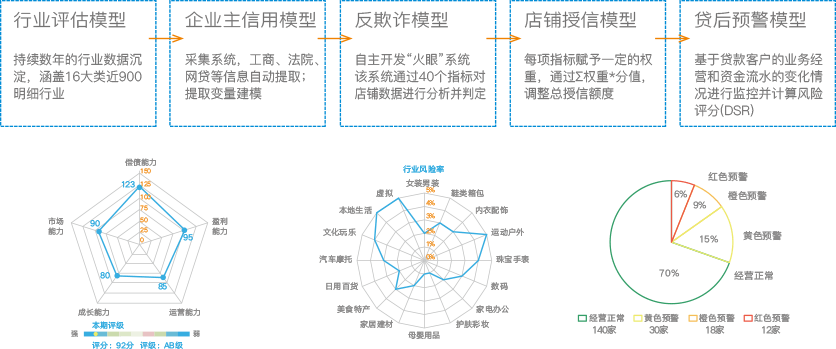 行业评估模型
持续数年的行业数据沉
淀，涵盖16大类近900
明细行业
企业主信用模型
采集系统，工商、法院、
网贷等信息自动提取；
提取变量建模
反欺诈模型
自主开发“火眼”系统
该系统通过40个指标对
店铺数据进行分析并判定
店铺授信模型
每项指标赋予一定的权
重，通过Σ权重*分值，
调整总授信额度
贷后预警模型
基于贷款客户的业务经
营和资金流水的变化情
况进行监控并计算风险
评分(DSR)
偿债能力
150
125
100
75
50
25
0
123
95
85
80
90
盈利
能力
运营能力
成长能力
市场
能力
本期评级
强
弱
评分：92分 评级：AB级
行业风险率
5%
4%
3%
2%
1%
0%
女装男装
鞋类箱包
内衣配饰
运动户外
珠宝手表
数码
家电办公
护肤彩妆
母婴用品
家居建材
美食特产
日用百货
汽车摩托
文化玩乐
本地生活
虚拟
红色预警
橙色预警
黄色预警
经营正常
6%
9%
15%
70%
经营正常 黄色预警 橙色预警 红色预警
140家 30家 18家 12家